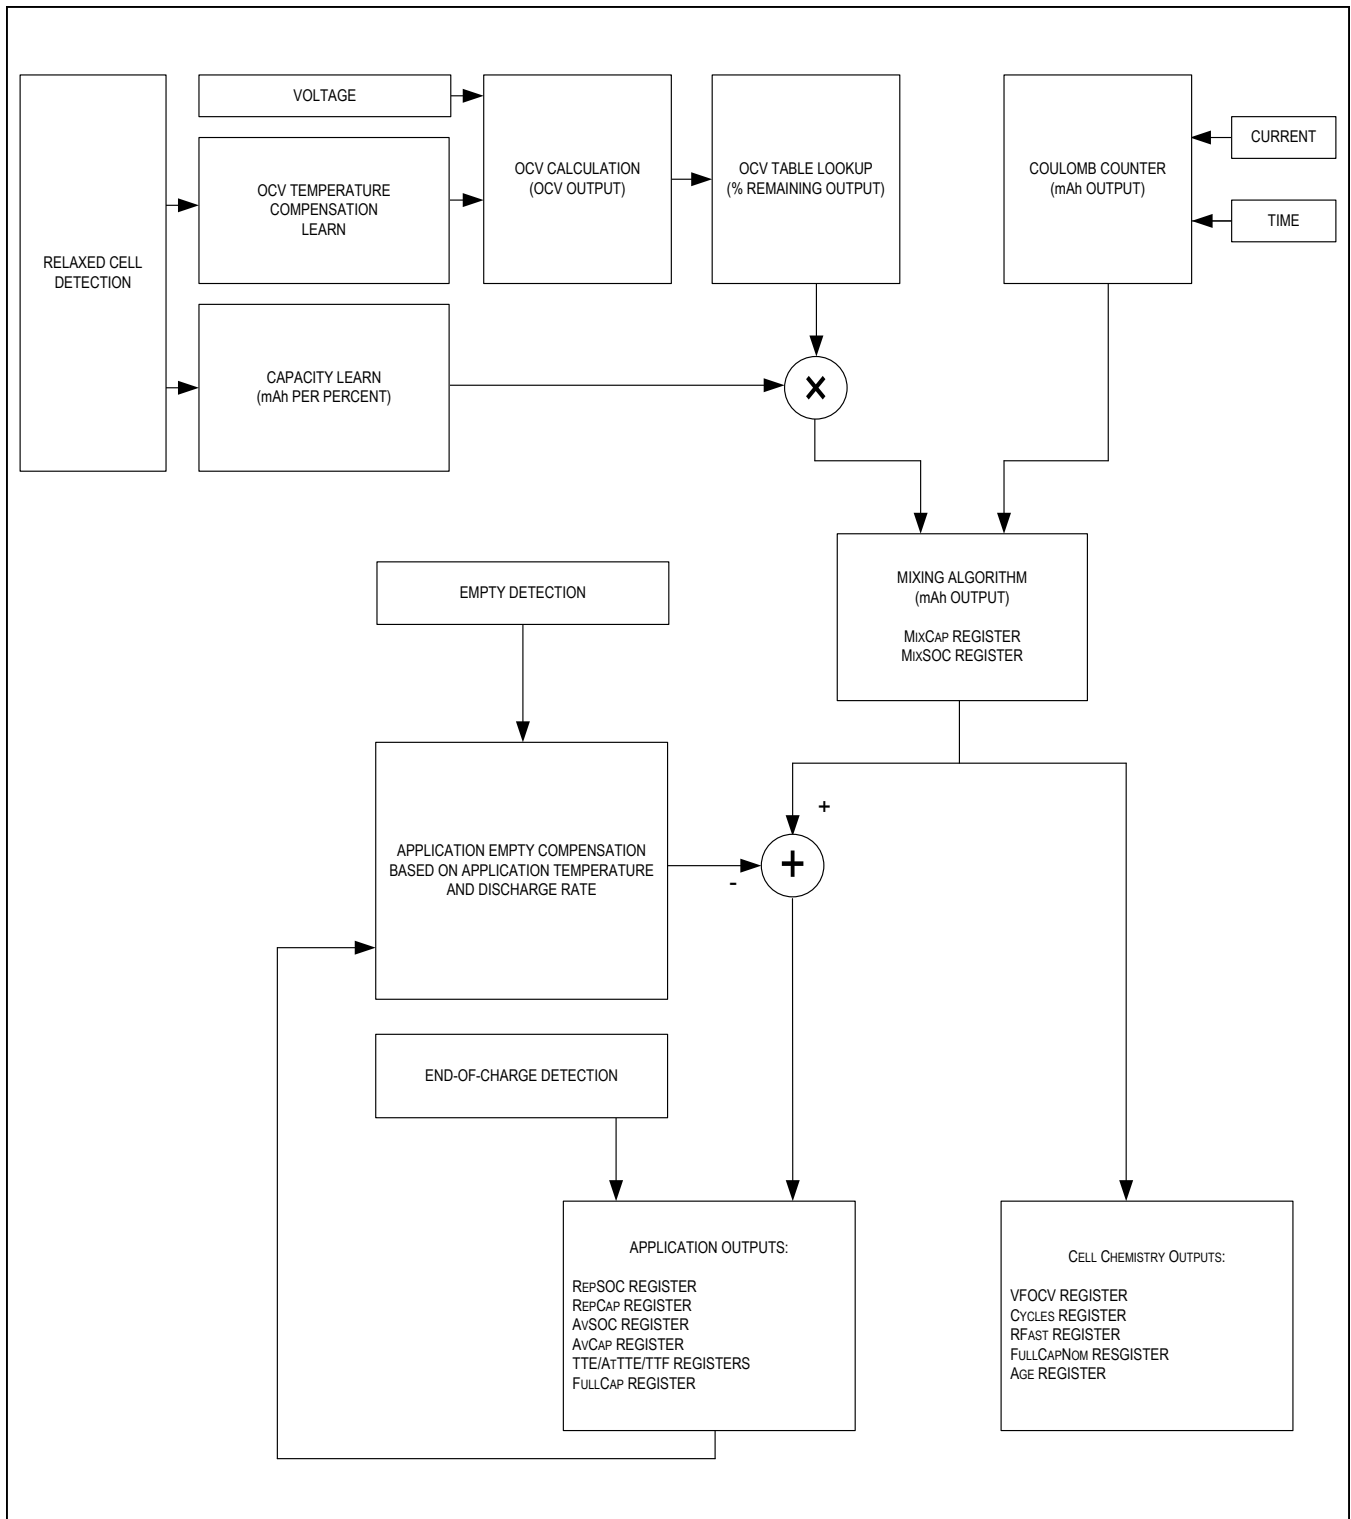 VOLTAGE
OCV TEMPERATURE
COMPENSATION
LEARN
OCV CALCULATION
(OCV OUTPUT)
OCV TABLE LOOKUP
(% REMAINING OUTPUT)
COULOMB COUNTER
(mAh OUTPUT)
CURRENT
TIME
RELAXED CELL
DETECTION
CAPACITY LEARN
(mAh PER PERCENT)
×
MIXING ALGORITHM
(mAh OUTPUT)
MIXCAP REGISTER
MIXSOC REGISTER
EMPTY DETECTION
APPLICATION EMPTY COMPENSATION
BASED ON APPLICATION TEMPERATURE
AND DISCHARGE RATE
+
+
-
END-OF-CHARGE DETECTION
APPLICATION OUTPUTS:
REPSOC REGISTER
REPCAP REGISTER
AVSOC REGISTER
AVCAP REGISTER
TTE/ATTTE/TTF REGISTERS
FULLCAP REGISTER
CELL CHEMISTRY OUTPUTS:
VFOCV REGISTER
CYCLES REGISTER
RFAST REGISTER
FULLCAPNOM RESGISTER
AGE REGISTER